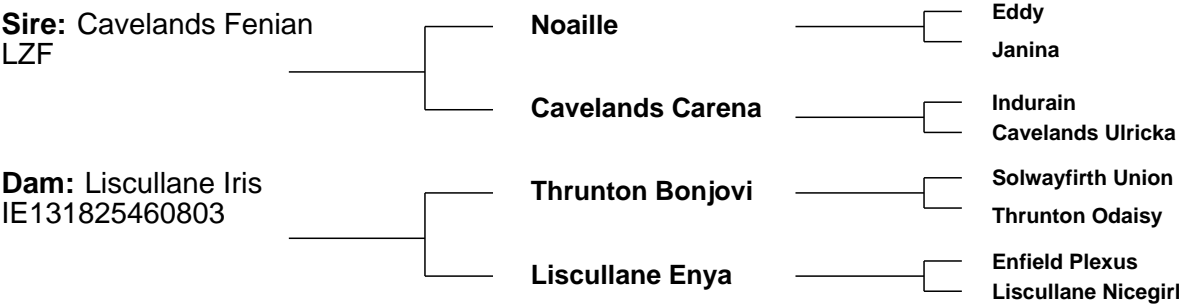 Sire: Cavelands Fenian
LZF
Noaille
Eddy
Janina
Cavelands Carena
Indurain
Cavelands Ulricka
Dam: Liscullane Iris
IE131825460803
Thrunton Bonjovi
Solwayfirth Union
Thrunton Odaisy
Liscullane Enya
Enfield Plexus
Liscullane Nicegirl